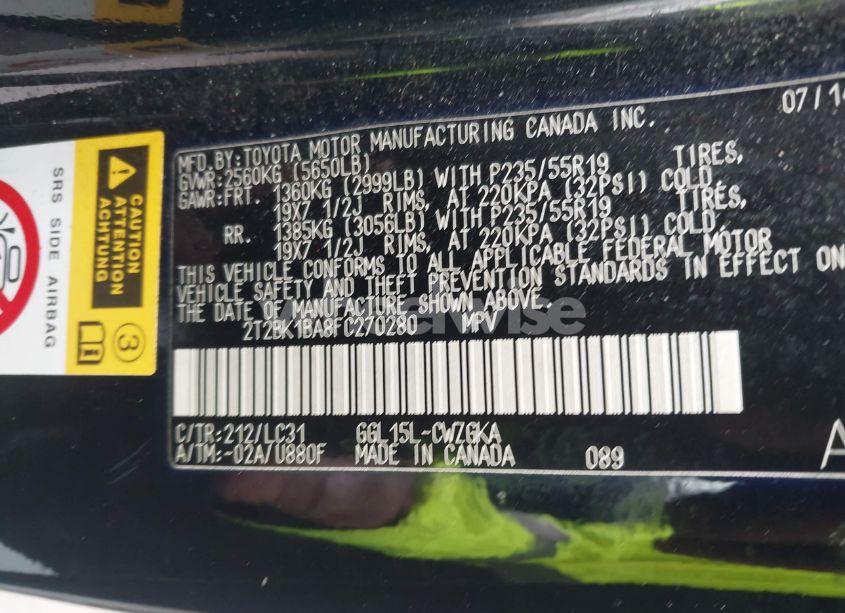 07/14
MFD.BY:TOYOTA MOTOR MANUFACTURING CANADA INC.
GVWR:2560KG (5650LB)
GAWR:FRT. 1360KG (2999LB) WITH P235/55R19 TIRES,
19X7 1/2J RIMS, AT 220KPA (32PSI) COLD
RR. 1385KG (3056LB) WITH P235/55R19 TIRES,
19X7 1/2J RIMS, AT 220KPA (32PSI) COLD.
THIS VEHICLE CONFORMS TO ALL APPLICABLE FEDERAL MOTOR
VEHICLE SAFETY AND THEFT PREVENTION STANDARDS IN EFFECT ON
THE DATE OF MANUFACTURE SHOWN ABOVE.
2T2BK1BA8FC270280 MPV
C/TR:212/LC31 GGL15L-CWZGKA
A/TM:-02A/U880F MADE IN CANADA 089
A
SRS SIDE AIRBAG
CAUTION
ATTENTION
ACHTUNG
3